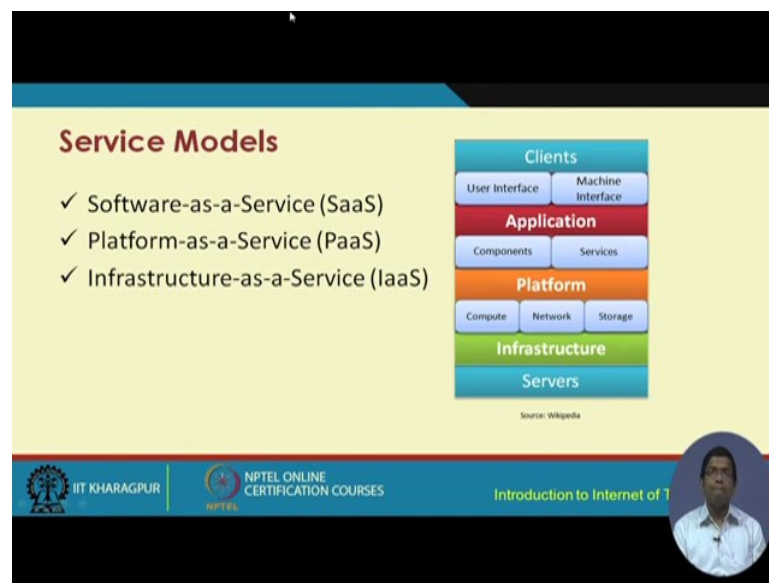 Service Models
✓ Software-as-a-Service (SaaS)
✓ Platform-as-a-Service (PaaS)
✓ Infrastructure-as-a-Service (IaaS)
Clients
User Interface
Machine
Interface
Application
Components
Services
Platform
Compute
Network
Storage
Infrastructure
Servers
Source: Wikipedia
IIT KHARAGPUR
NPTEL
NPTEL ONLINE
CERTIFICATION COURSES
Introduction to Internet of T